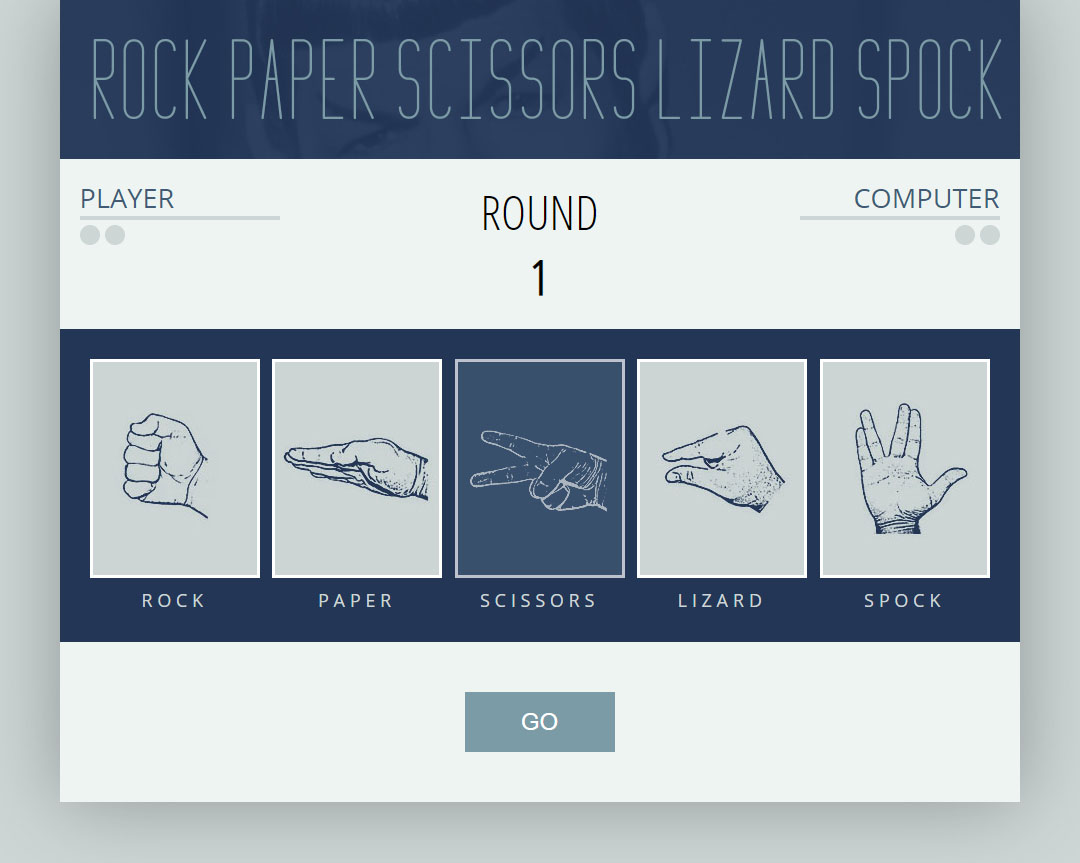 ROCK PAPER SCISSORS LIZARD SPOCK
PLAYER
ROUND
COMPUTER
1
ROCK
PAPER
SCISSORS
LIZARD
SPOCK
GO